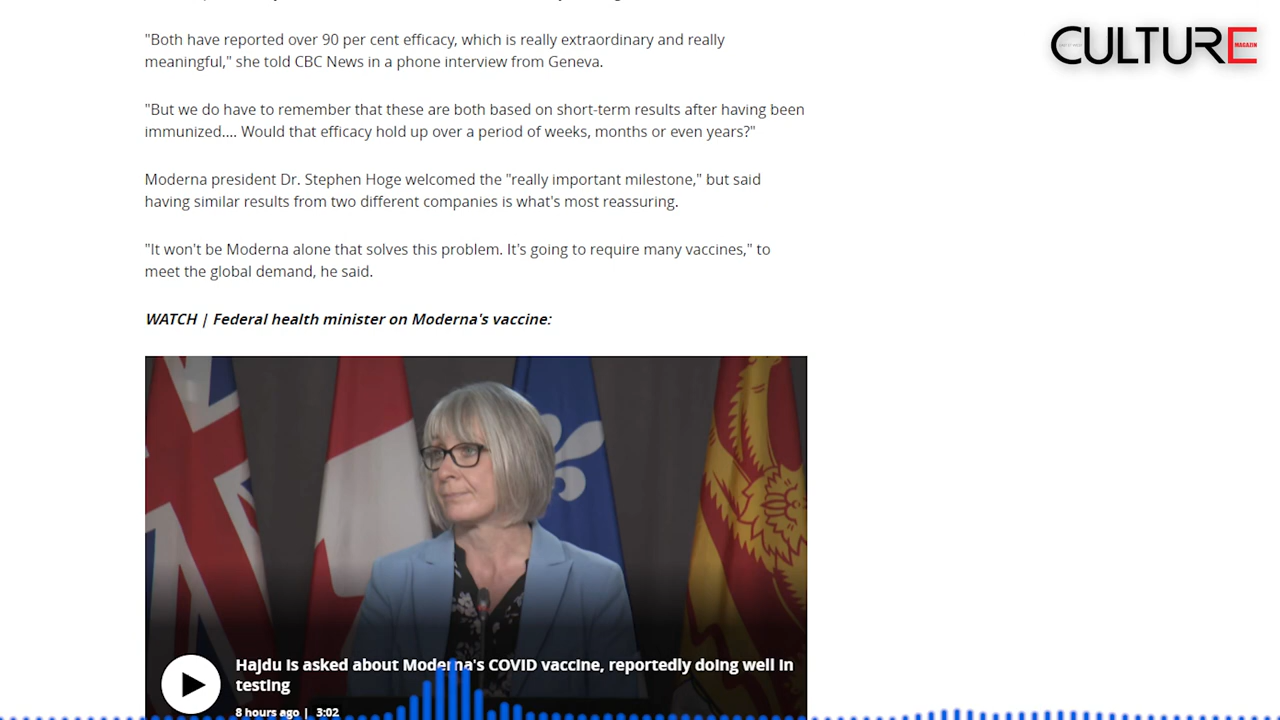 "Both have reported over 90 per cent efficacy, which is really extraordinary and really
meaningful," she told CBC News in a phone interview from Geneva.
"But we do have to remember that these are both based on short-term results after having been
immunized.... Would that efficacy hold up over a period of weeks, months or even years?"
Moderna president Dr. Stephen Hoge welcomed the "really important milestone," but said
having similar results from two different companies is what's most reassuring.
"It won't be Moderna alone that solves this problem. It's going to require many vaccines," to
meet the global demand, he said.
WATCH | Federal health minister on Moderna's vaccine:
Hajdu is asked about Moderna's COVID vaccine, reportedly doing well in
testing
8 hours ago | 3:02
CULTURE
MAGAZIN